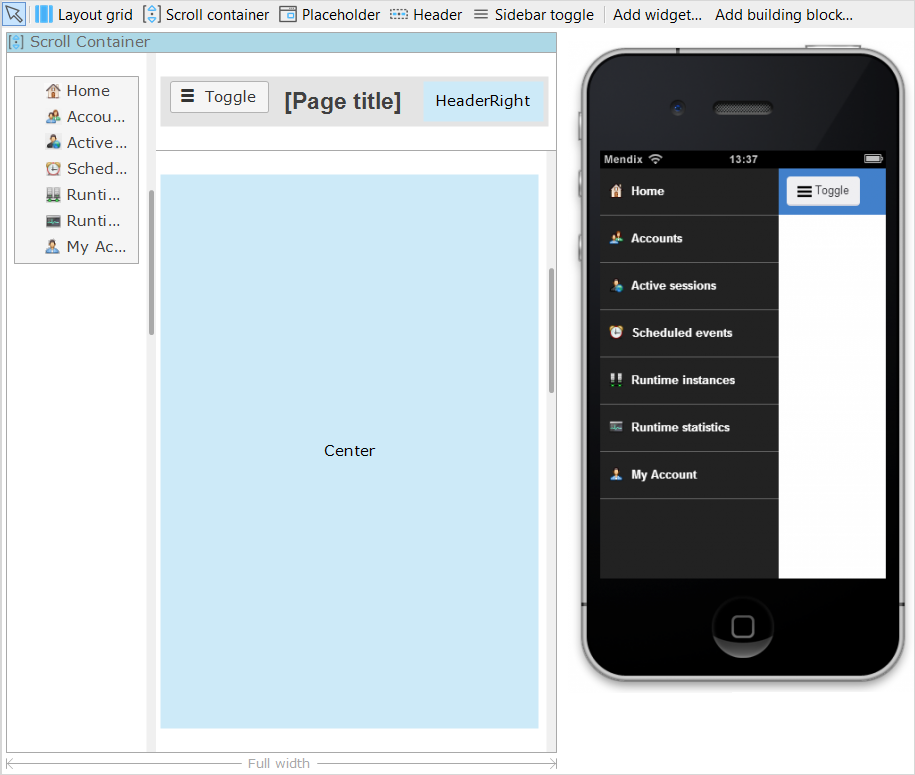 Layout grid Scroll container Placeholder Header Sidebar toggle Add widget... Add building block...
Scroll Container
Home
Accou...
Active ...
Sched...
Runti...
Runti...
My Ac...
Toggle [Page title] HeaderRight
Center
Full width
Mendix 13:37
Home
Accounts
Active sessions
Scheduled events
Runtime instances
Runtime statistics
My Account
Toggle